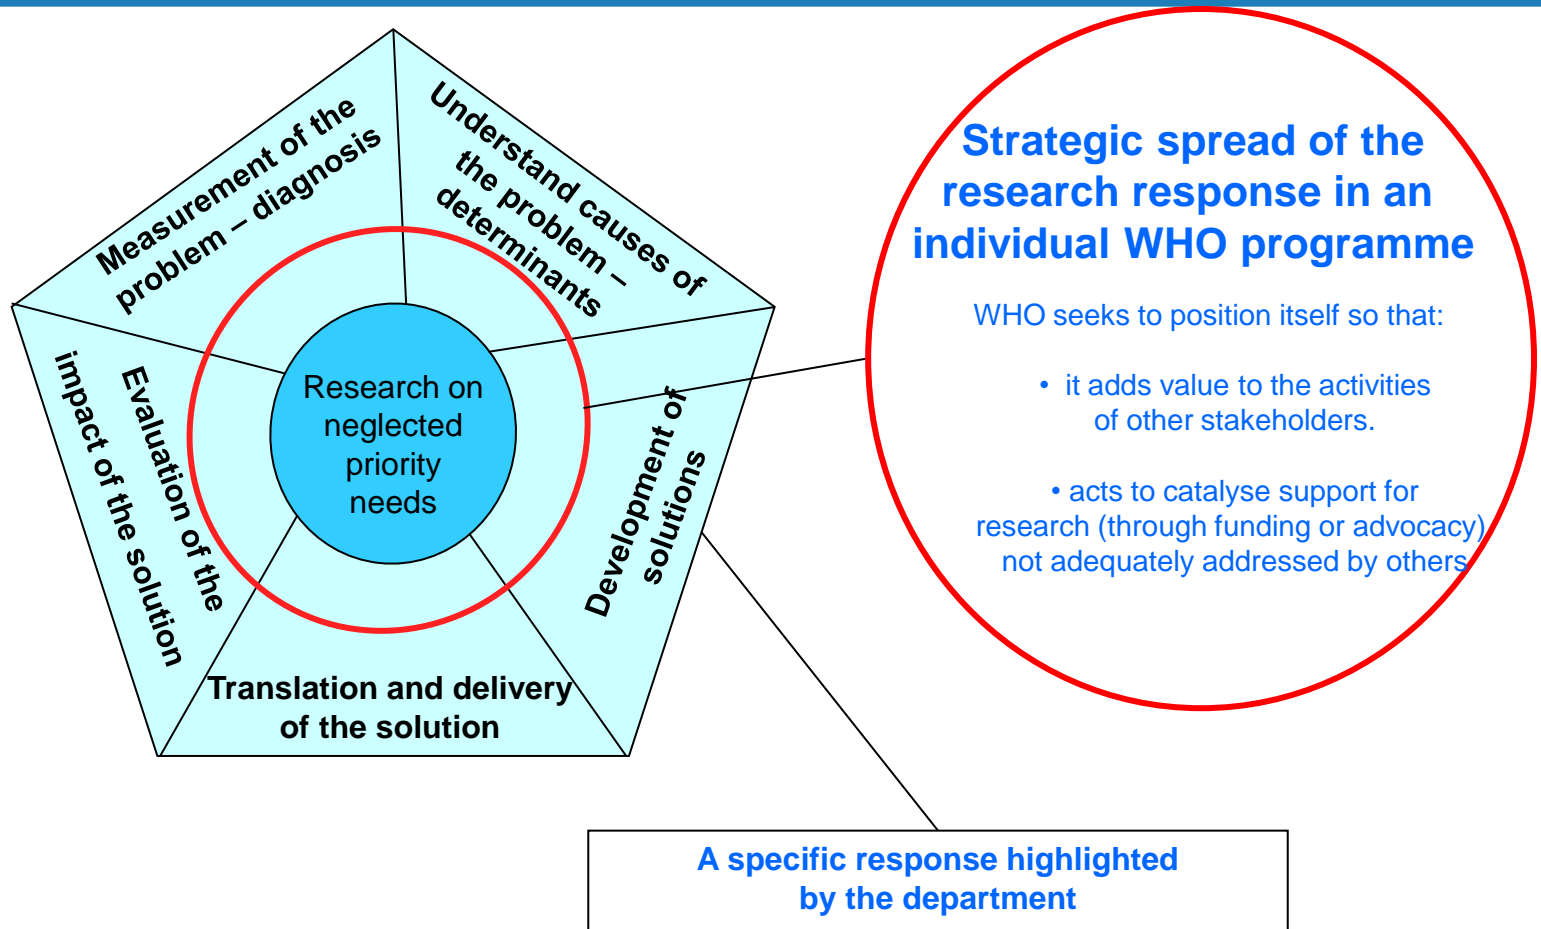 Measurement of the
problem – diagnosis
Understand causes of
the problem –
determinants
Evaluation of the
impact of the solution
Research on
neglected
priority
needs
Development of
solutions
Translation and delivery
of the solution
Strategic spread of the
research response in an
individual WHO programme
WHO seeks to position itself so that:
• it adds value to the activities
of other stakeholders.
• acts to catalyse support for
research (through funding or advocacy)
not adequately addressed by others
A specific response highlighted
by the department